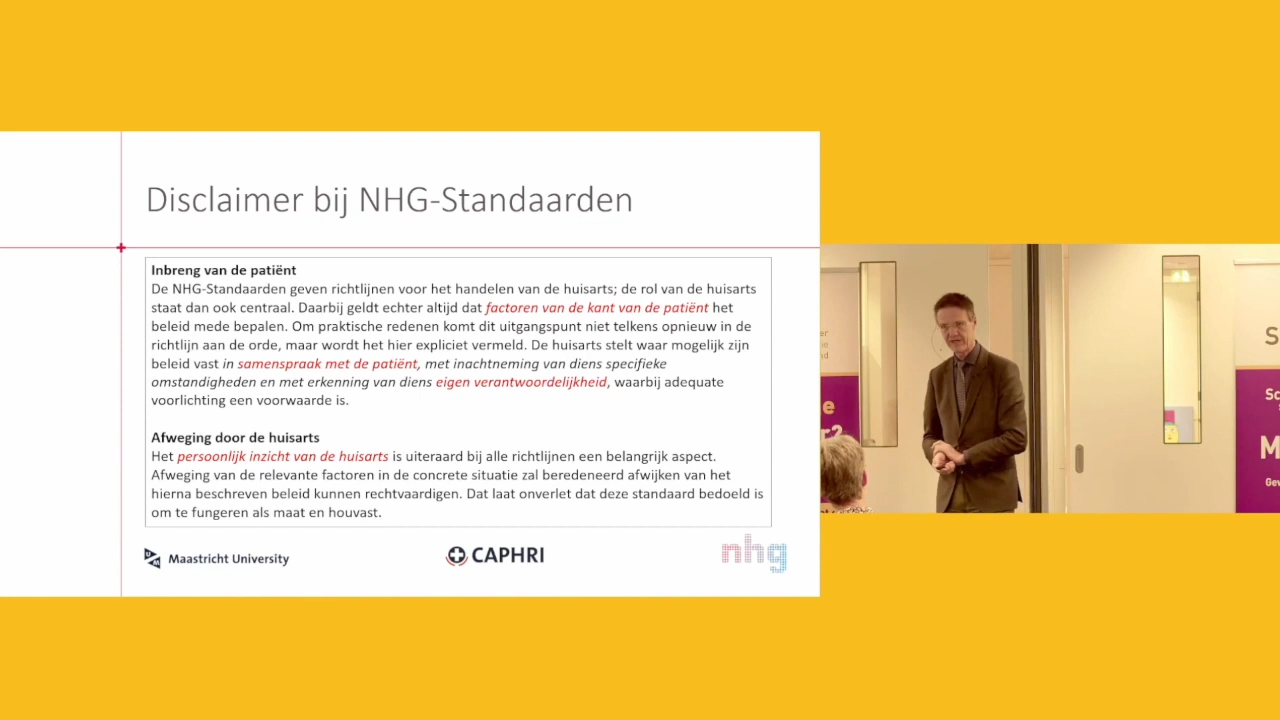 Disclaimer bij NHG-Standaarden
Inbreng van de patiënt
De NHG-Standaarden geven richtlijnen voor het handelen van de huisarts; de rol van de huisarts
staat dan ook centraal. Daarbij geldt echter altijd dat factoren van de kant van de patiënt het
beleid mede bepalen. Om praktische redenen komt dit uitgangspunt niet telkens opnieuw in de
richtlijn aan de orde, maar wordt het hier expliciet vermeld. De huisarts stelt waar mogelijk zijn
beleid vast in samenspraak met de patiënt, met inachtneming van diens specifieke
omstandigheden en met erkenning van diens eigen verantwoordelijkheid, waarbij adequate
voorlichting een voorwaarde is.
Afweging door de huisarts
Het persoonlijk inzicht van de huisarts is uiteraard bij alle richtlijnen een belangrijk aspect.
Afweging van de relevante factoren in de concrete situatie zal beredeneerd afwijken van het
hierna beschreven beleid kunnen rechtvaardigen. Dat laat onverlet dat deze standaard bedoeld is
om te fungeren als maat en houvast.
Maastricht University
CAPHRI
nhg